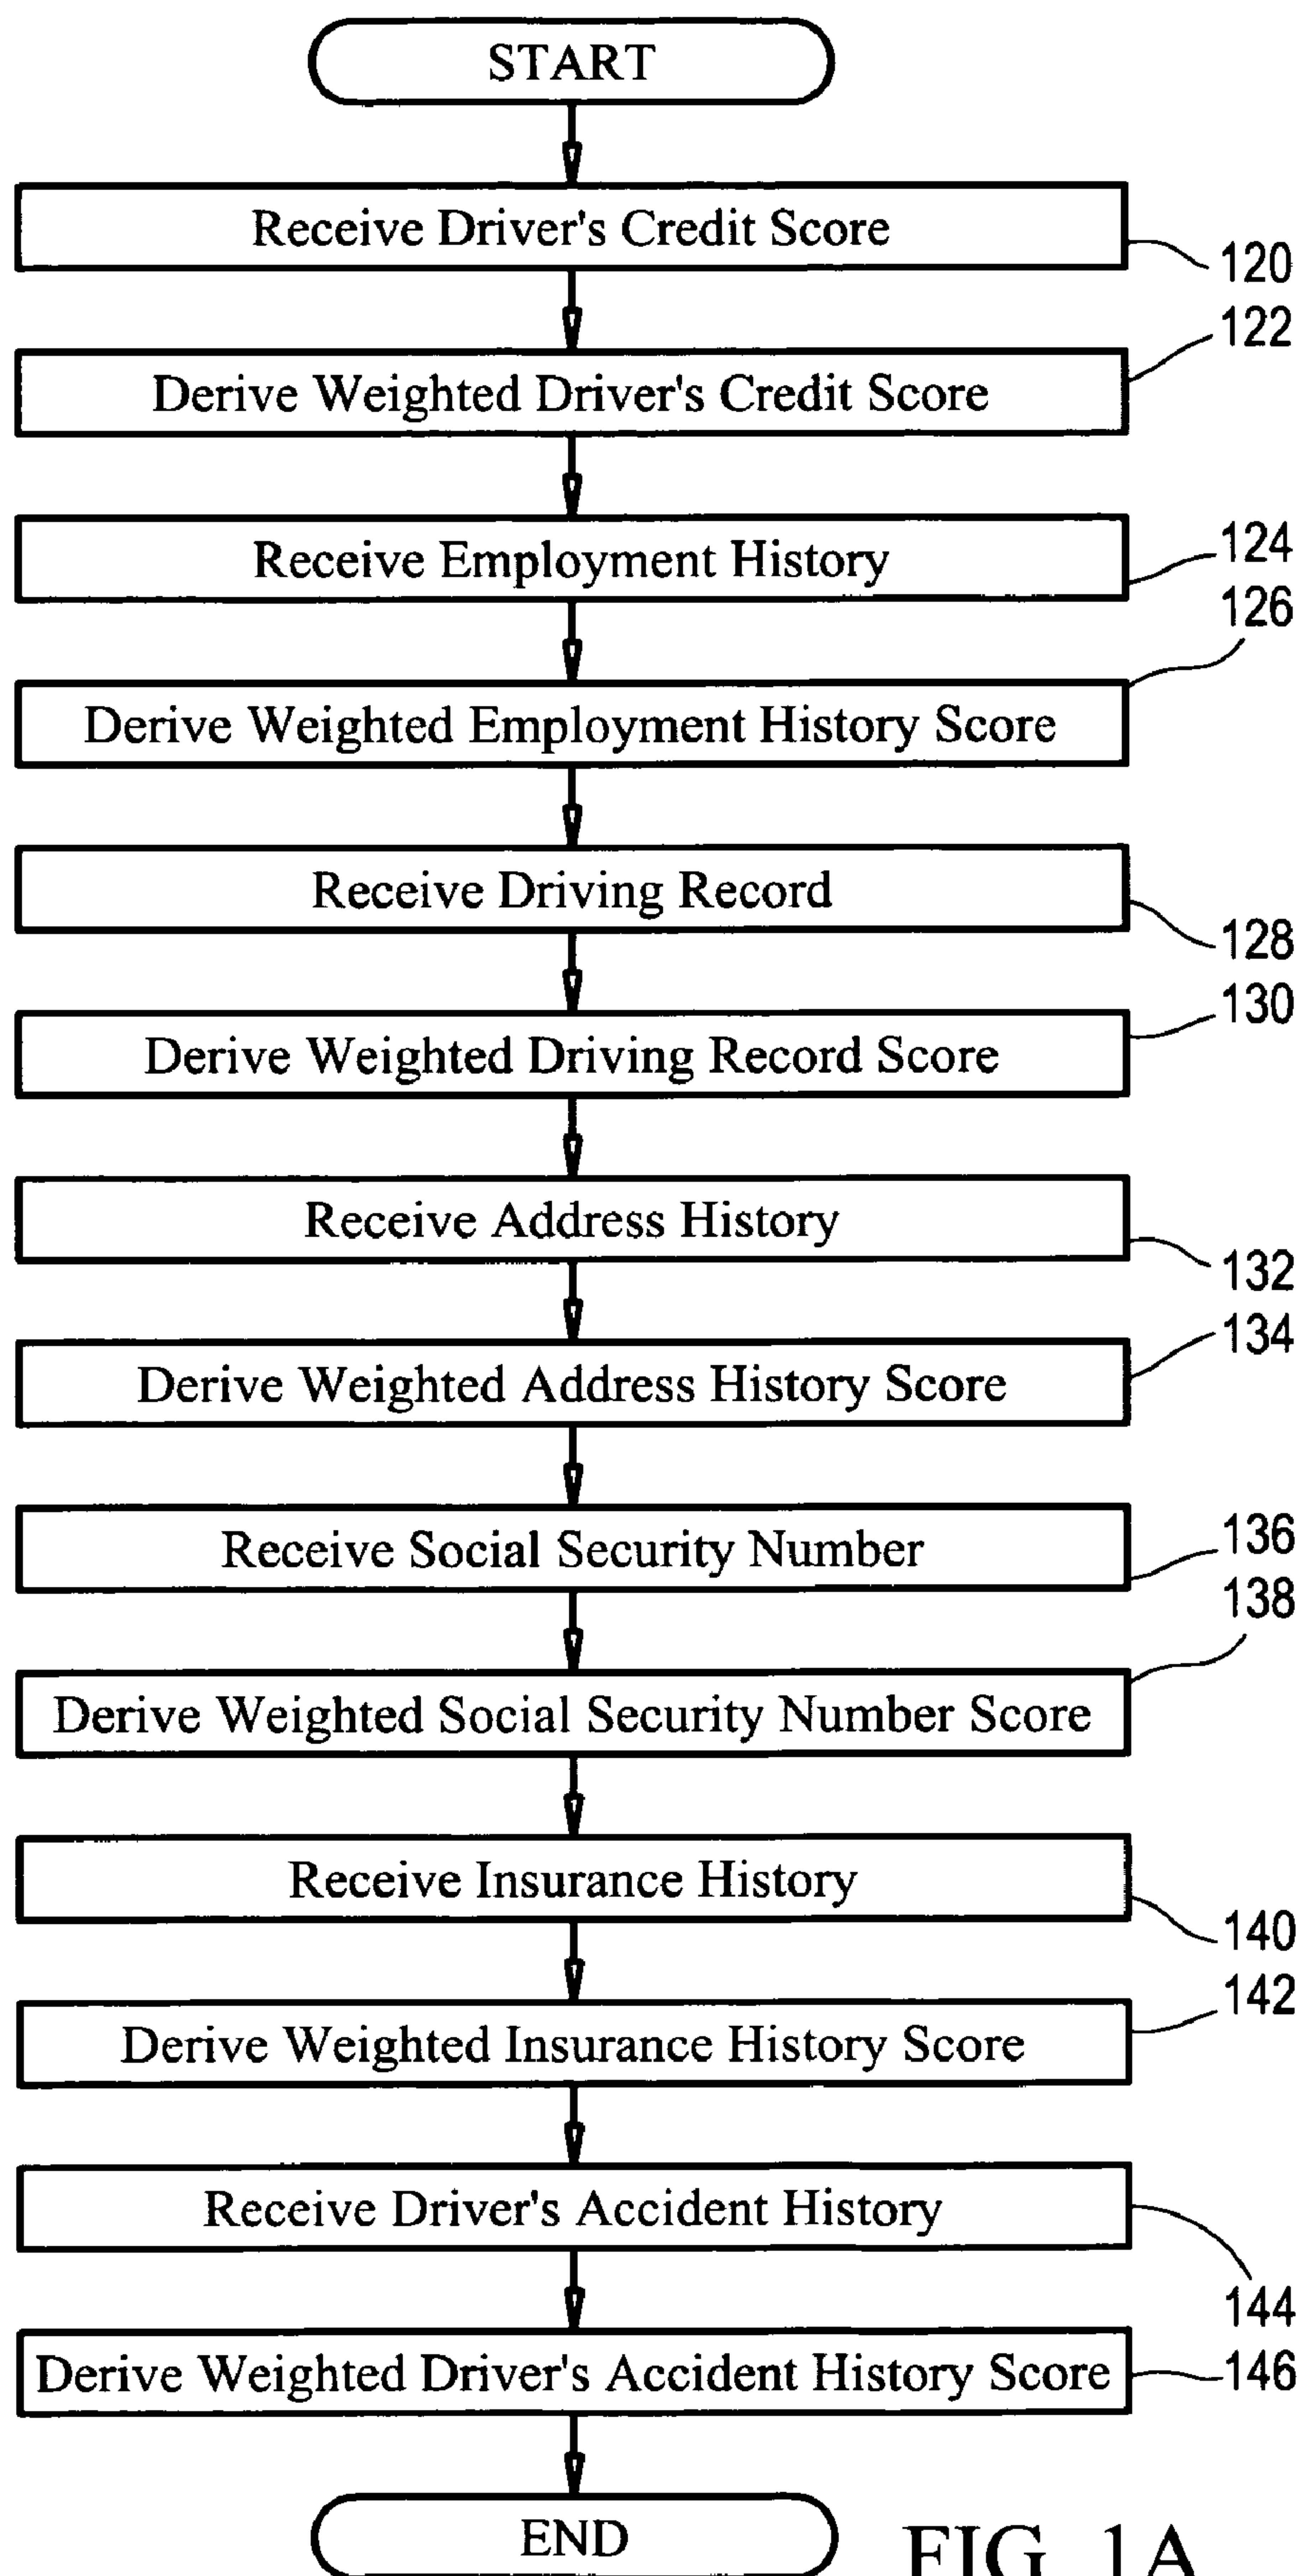 START
Receive Driver's Credit Score
120
122
Derive Weighted Driver's Credit Score
Receive Employment History
124
126
Derive Weighted Employment History Score
Receive Driving Record
128
130
Derive Weighted Driving Record Score
Receive Address History
132
134
Derive Weighted Address History Score
Receive Social Security Number
136
138
Derive Weighted Social Security Number Score
Receive Insurance History
140
142
Derive Weighted Insurance History Score
Receive Driver's Accident History
144
Derive Weighted Driver's Accident History Score
146
END
FIG. 1A